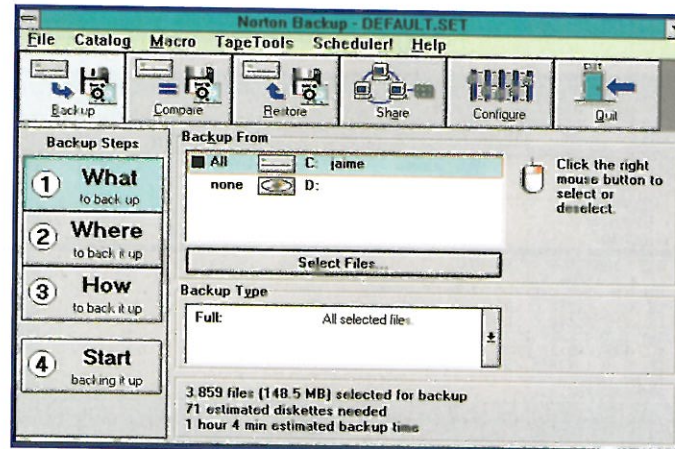 Norton Backup - DEFAULT.SET
File Catalog Macro TapeTools Scheduler! Help
Backup Compare Restore Share Configure EXIT Quit
Backup Steps
1 What
to back up
2 Where
to back it up
3 How
to back it up
4 Start
backing it up
Backup From
All C: jaime
none D:
Click the right
mouse button to
select or
deselect.
Select Files...
Backup Type
Full: All selected files.
3,859 files (148.5 MB) selected for backup
71 estimated diskettes needed
1 hour 4 min estimated backup time